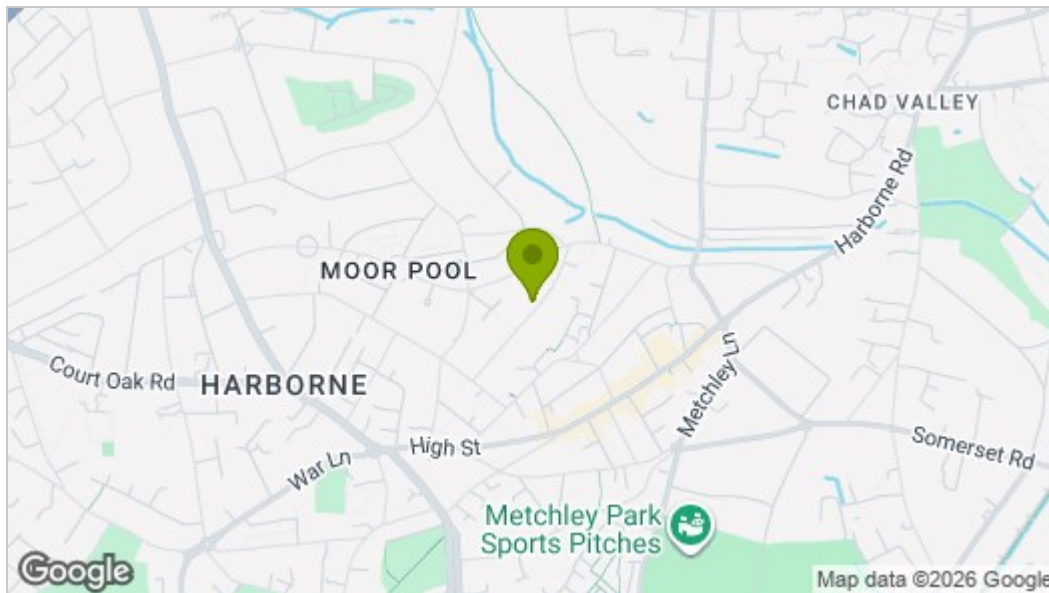 CHAD VALLEY
Harborne Rd
MOOR POOL
Court Oak Rd
HARBORNE
Metchley Ln
High St
War Ln
Somerset Rd
Metchley Park
Sports Pitches
Google
Map data ©2026 Google